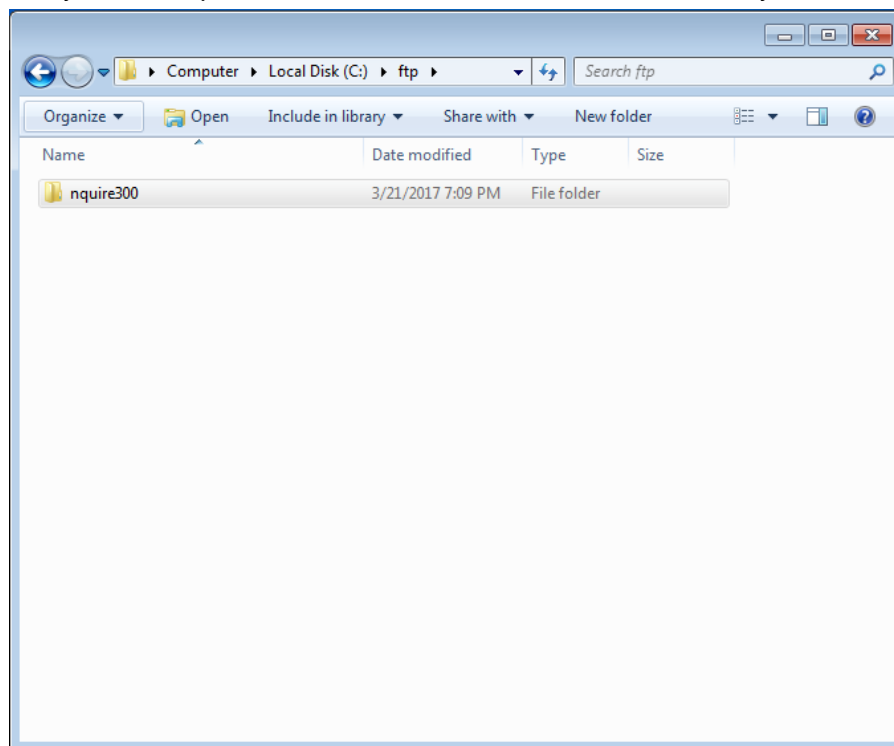 Computer Local Disk (C:) ftp Search ftp
Organize Open Include in library Share with New folder
Name Date modified Type Size
nquire300 3/21/2017 7:09 PM File folder